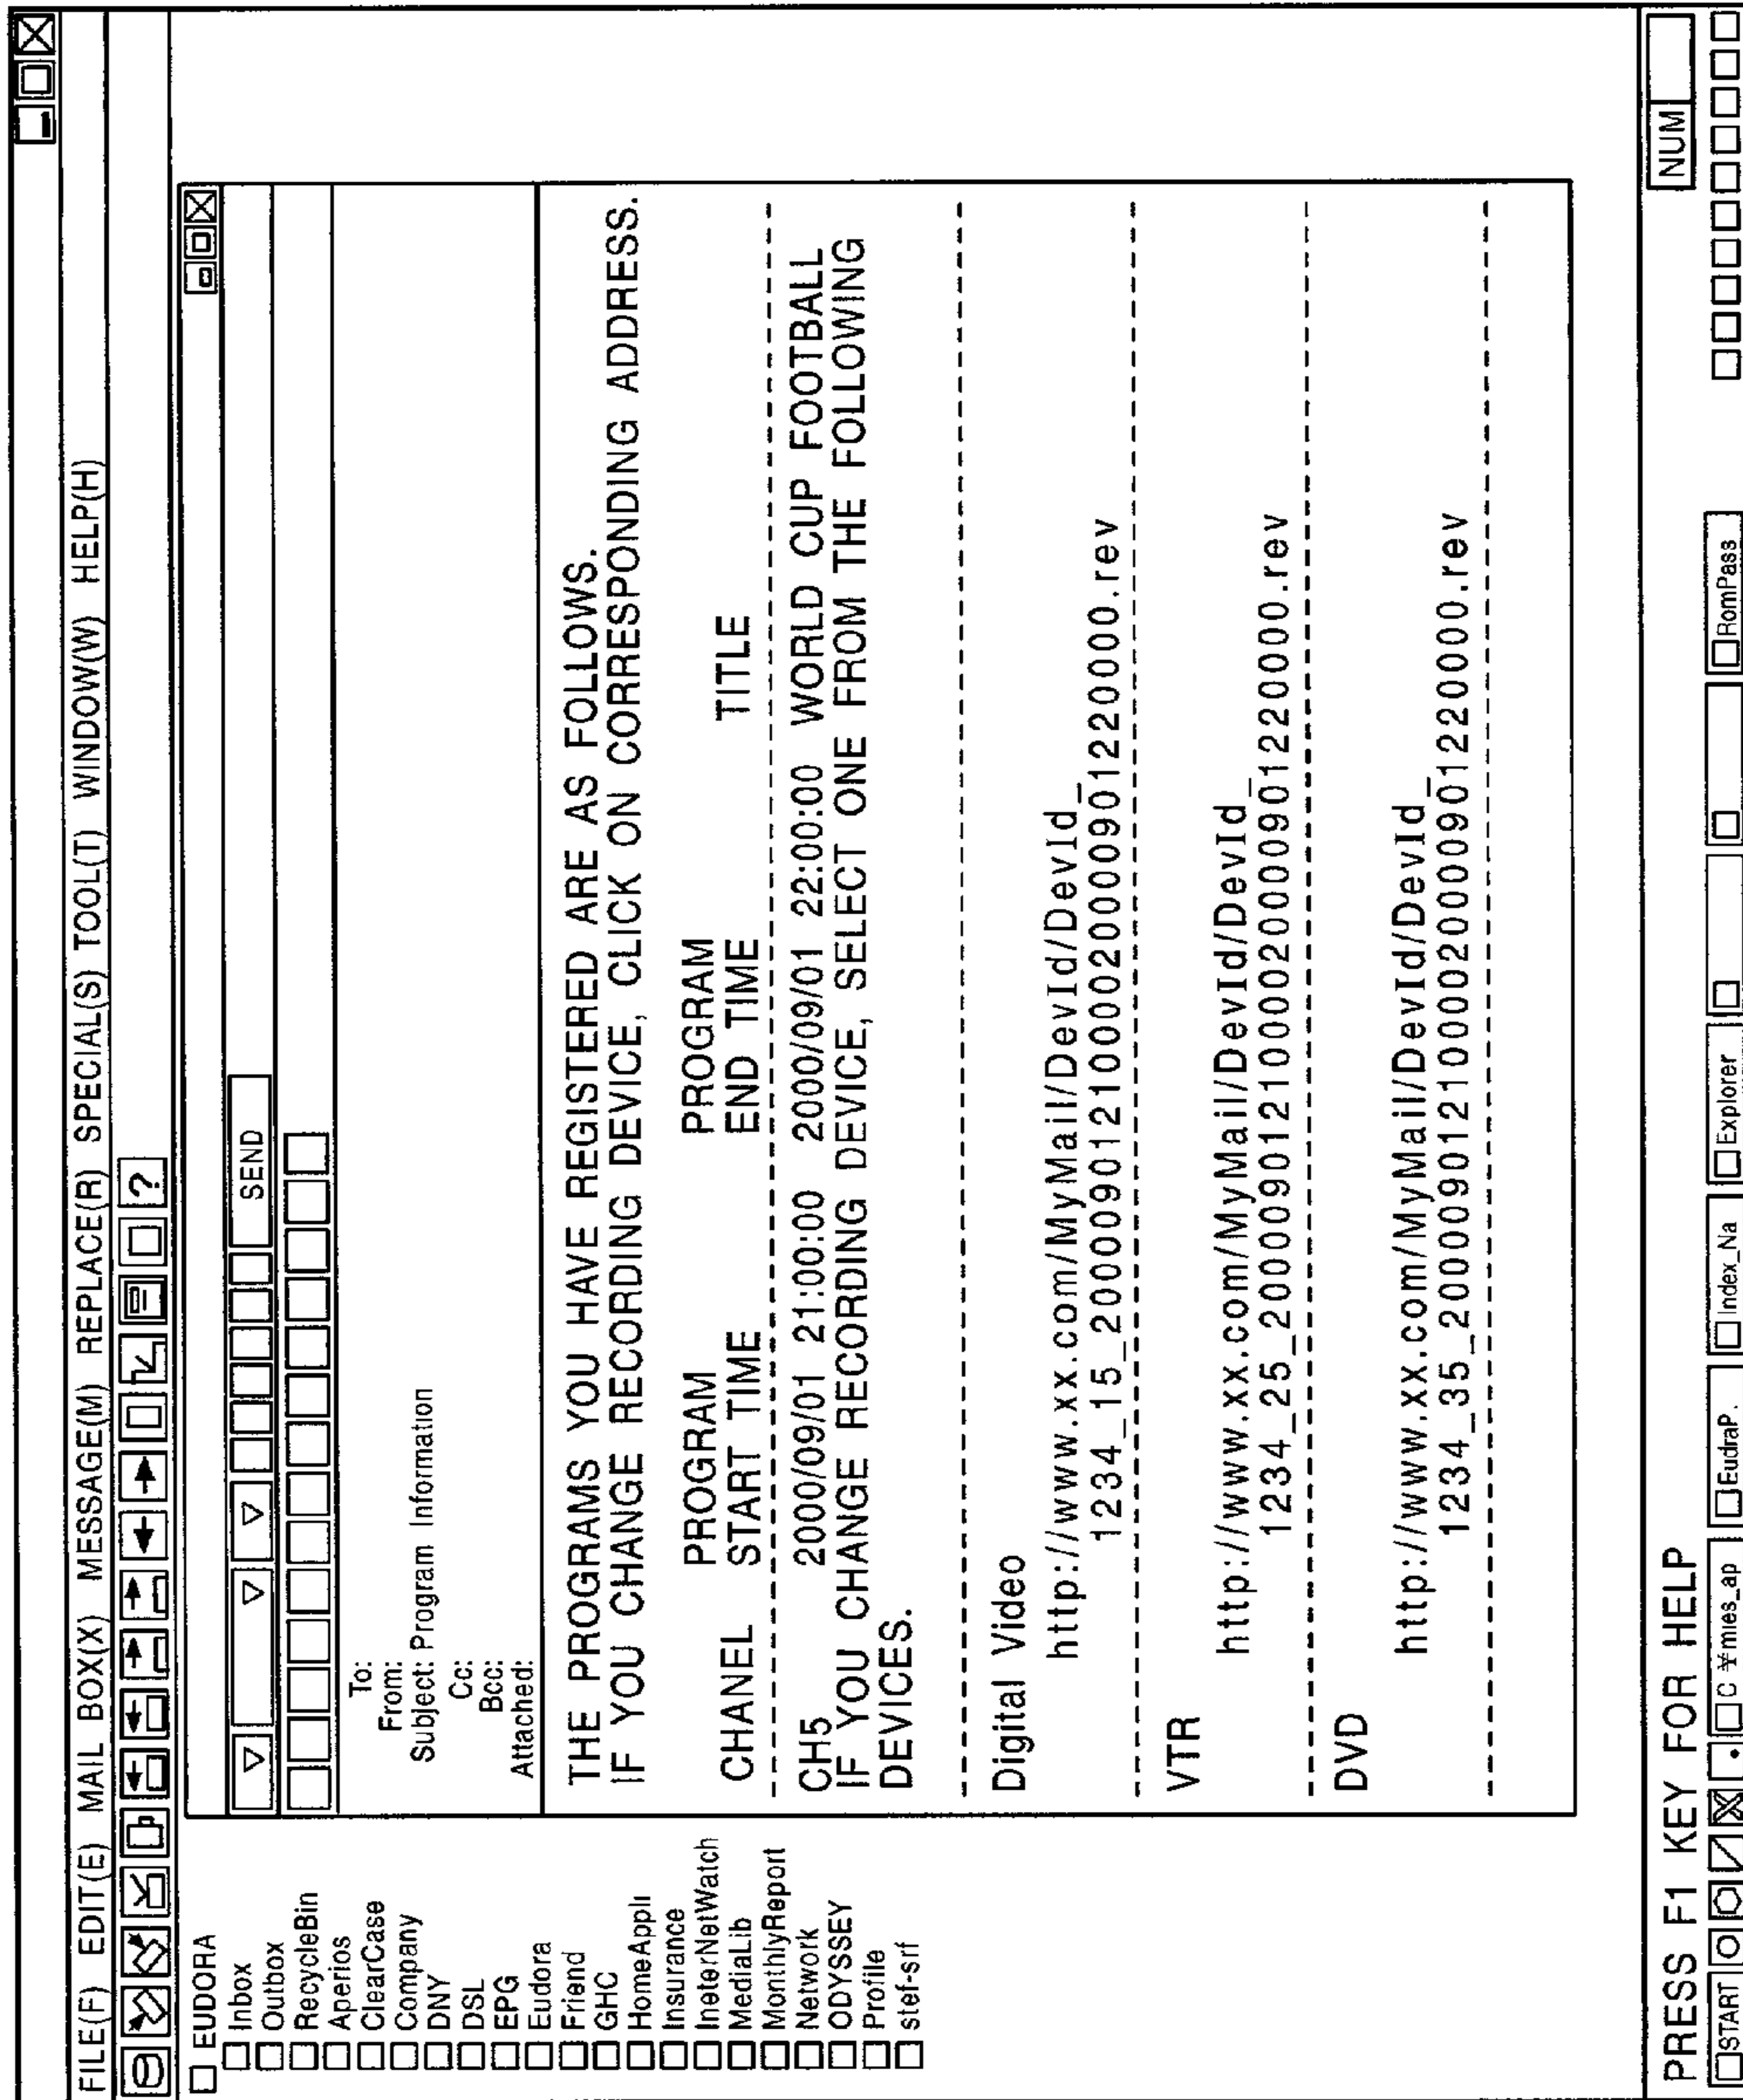 FILE(F) EDIT(E) MAIL BOX(X) MESSAGE(M) REPLACE(R) SPECIAL(S) TOOL(T) WINDOW(W) HELP(H)
?
EUDORA
Inbox
Outbox
RecycleBin
Aperios
ClearCase
Company
DNY
DSL
EPG
Eudora
Friend
GHC
HomeAppli
Insurance
IneterNetWatch
MediaLib
MonthlyReport
Network
ODYSSEY
Profile
stef-srf
SEND
To:
From:
Subject: Program Information
Cc:
Bcc:
Attached:
THE PROGRAMS YOU HAVE REGISTERED ARE AS FOLLOWS.
IF YOU CHANGE RECORDING DEVICE, CLICK ON CORRESPONDING ADDRESS.
PROGRAM PROGRAM
CHANEL START TIME END TIME TITLE
CH5 2000/09/01 21:00:00 2000/09/01 22:00:00 WORLD CUP FOOTBALL
IF YOU CHANGE RECORDING DEVICE, SELECT ONE FROM THE FOLLOWING
DEVICES.
Digital Video
http://www.xx.com/MyMail/DevId/DevId_
1234_15_2000090121000020000901220000.rev
VTR
http://www.xx.com/MyMail/DevId/DevId_
1234_25_2000090121000020000901220000.rev
DVD
http://www.xx.com/MyMail/DevId/DevId_
1234_35_2000090121000020000901220000.rev
PRESS F1 KEY FOR HELP
NUM
START C ¥mies_ap EudraP. Index_Na Explorer RomPass